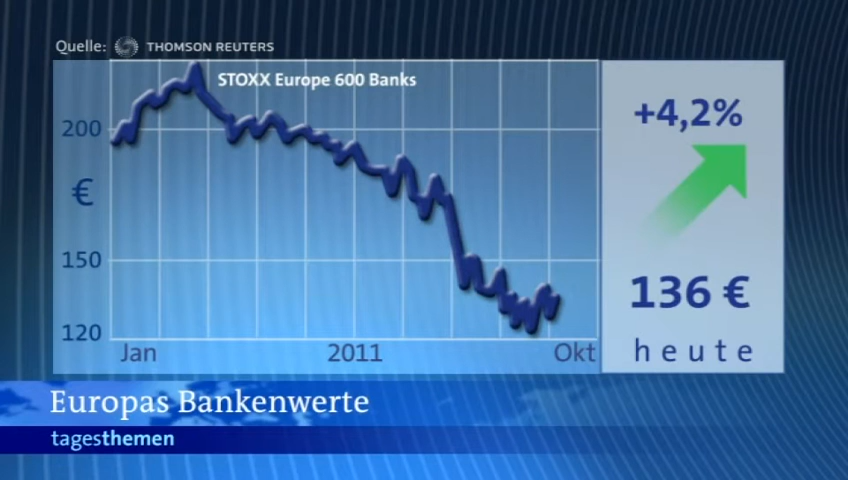 Quelle: THOMSON REUTERS
STOXX Europe 600 Banks
200
€
150
120
Jan 2011 Okt
+4,2%
136 €
heute
Europas Bankenwerte
tagesthemen